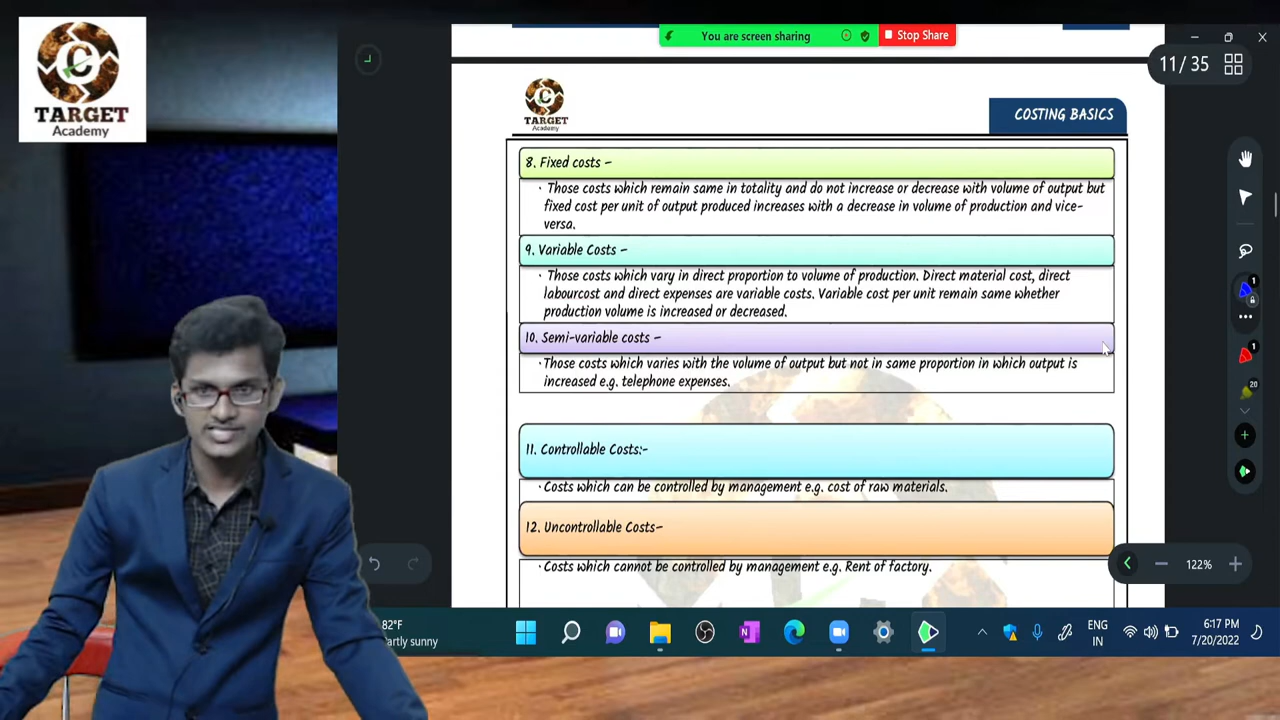 TARGET
Academy
You are screen sharing
Stop Share
11/ 35
TARGET
Academy
COSTING BASICS
8. Fixed costs –
· Those costs which remain same in totality and do not increase or decrease with volume of output but
fixed cost per unit of output produced increases with a decrease in volume of production and vice-
versa.
9. Variable Costs –
· Those costs which vary in direct proportion to volume of production. Direct material cost, direct
labourcost and direct expenses are variable costs. Variable cost per unit remain same whether
production volume is increased or decreased.
10. Semi-variable costs –
· Those costs which varies with the volume of output but not in same proportion in which output is
increased e.g. telephone expenses.
11. Controllable Costs:-
· Costs which can be controlled by management e.g. cost of raw materials.
12. Uncontrollable Costs–
· Costs which cannot be controlled by management e.g. Rent of factory.
1
1
20
122%
82°F
artly sunny
ENG
IN
6:17 PM
7/20/2022